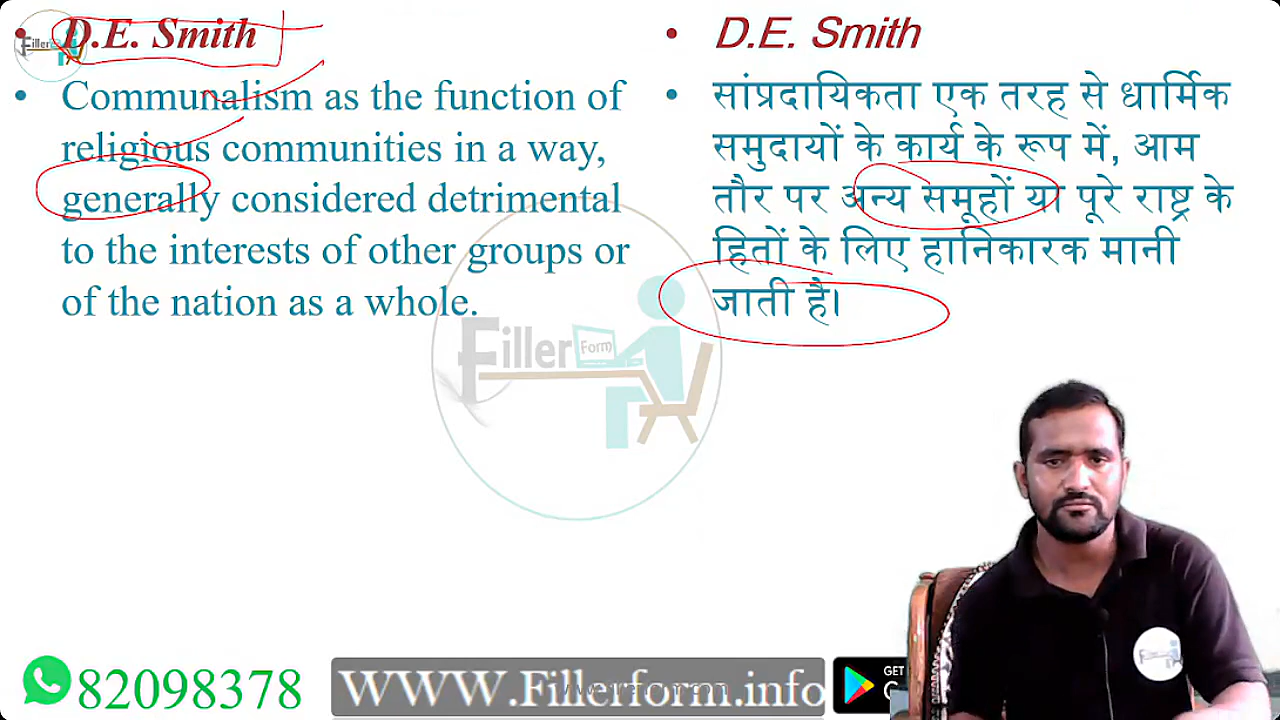 D.E. Smith
Communalism as the function of
religious communities in a way,
generally considered detrimental
to the interests of other groups or
of the nation as a whole.
D.E. Smith
सांप्रदायिकता एक तरह से धार्मिक
समुदायों के कार्य के रूप में, आम
तौर पर अन्य समूहों या पूरे राष्ट्र के
हितों के लिए हानिकारक मानी
जाती है।
Filler Form
82098378
WWW.Fillerform.info
GET